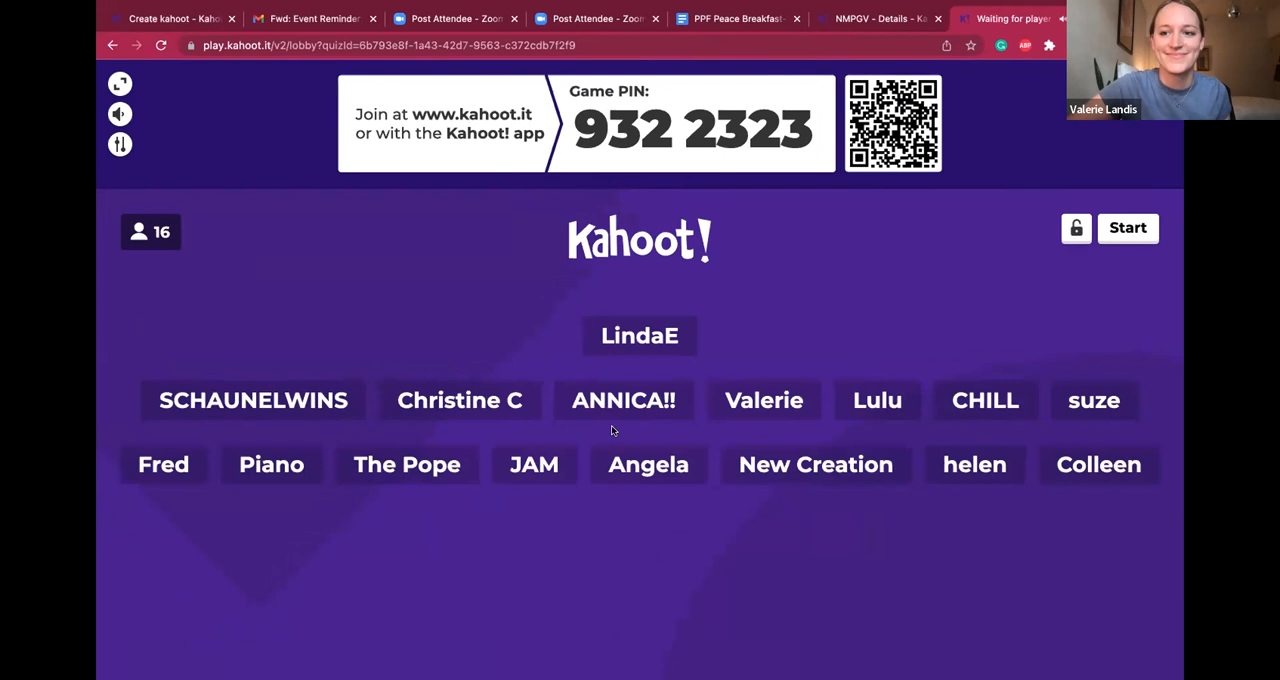 Create kahoot - Kaho
Fwd: Event Reminder
Post Attendee - Zoom
Post Attendee - Zoom
PPF Peace Breakfast-
NMPGV - Details - Ka
Waiting for player
play.kahoot.it/v2/lobby?quizId=6b793e8f-1a43-42d7-9563-c372cdb7f2f9
ABP
Valerie Landis
Join at www.kahoot.it
or with the Kahoot! app
Game PIN:
932 2323
16
Kahoot!
Start
LindaE
SCHAUNELWINS Christine C ANNICA!! Valerie Lulu CHILL suze
Fred Piano The Pope JAM Angela New Creation helen Colleen